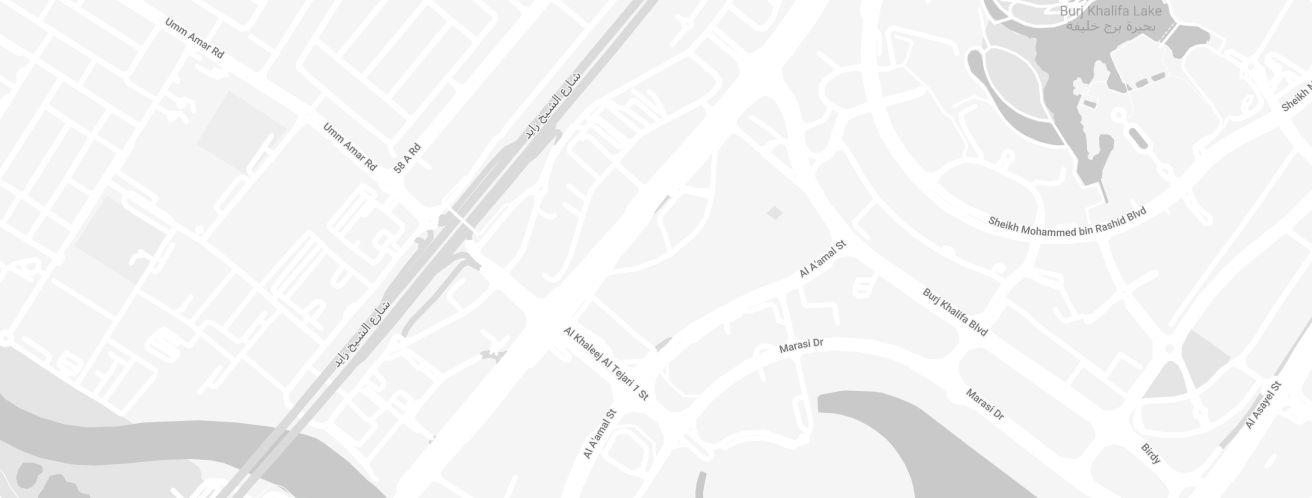 Burj Khalifa Lake
بحيرة برج خليفة
Umm Amar Rd
شارع الشيخ زايد
Sheikh
Umm Amar Rd
58 A Rd
Sheikh Mohammed bin Rashid Blvd
Al A'amal St
Burj Khalifa Blvd
شارع الشيخ زايد
Al Khaleej Al Tejari 1 St
Marasi Dr
Marasi Dr
Al Asayel St
Al A'amal St
Birdy